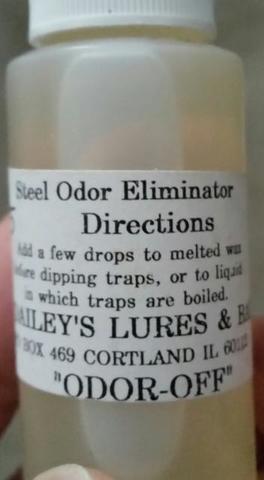 Steel Odor Eliminator
Directions
Add a few drops to melted wax
before dipping traps, or to liquid
in which traps are boiled.
DAILEY'S LURES &
BOX 469 CORTLAND IL
"ODOR-OFF"